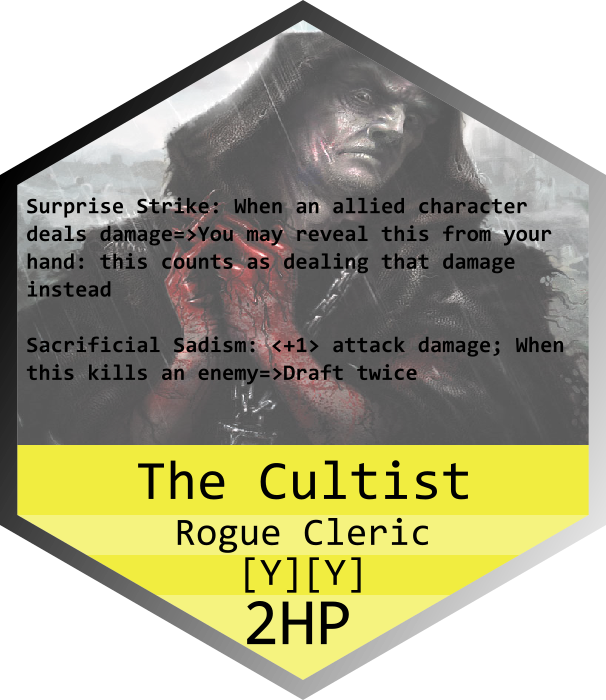 Surprise Strike: When an allied character
deals damage=>You may reveal this from your
hand: this counts as dealing that damage
instead
Sacrificial Sadism: <+1> attack damage; When
this kills an enemy=>Draft twice
The Cultist
Rogue Cleric
[Y][Y]
2HP